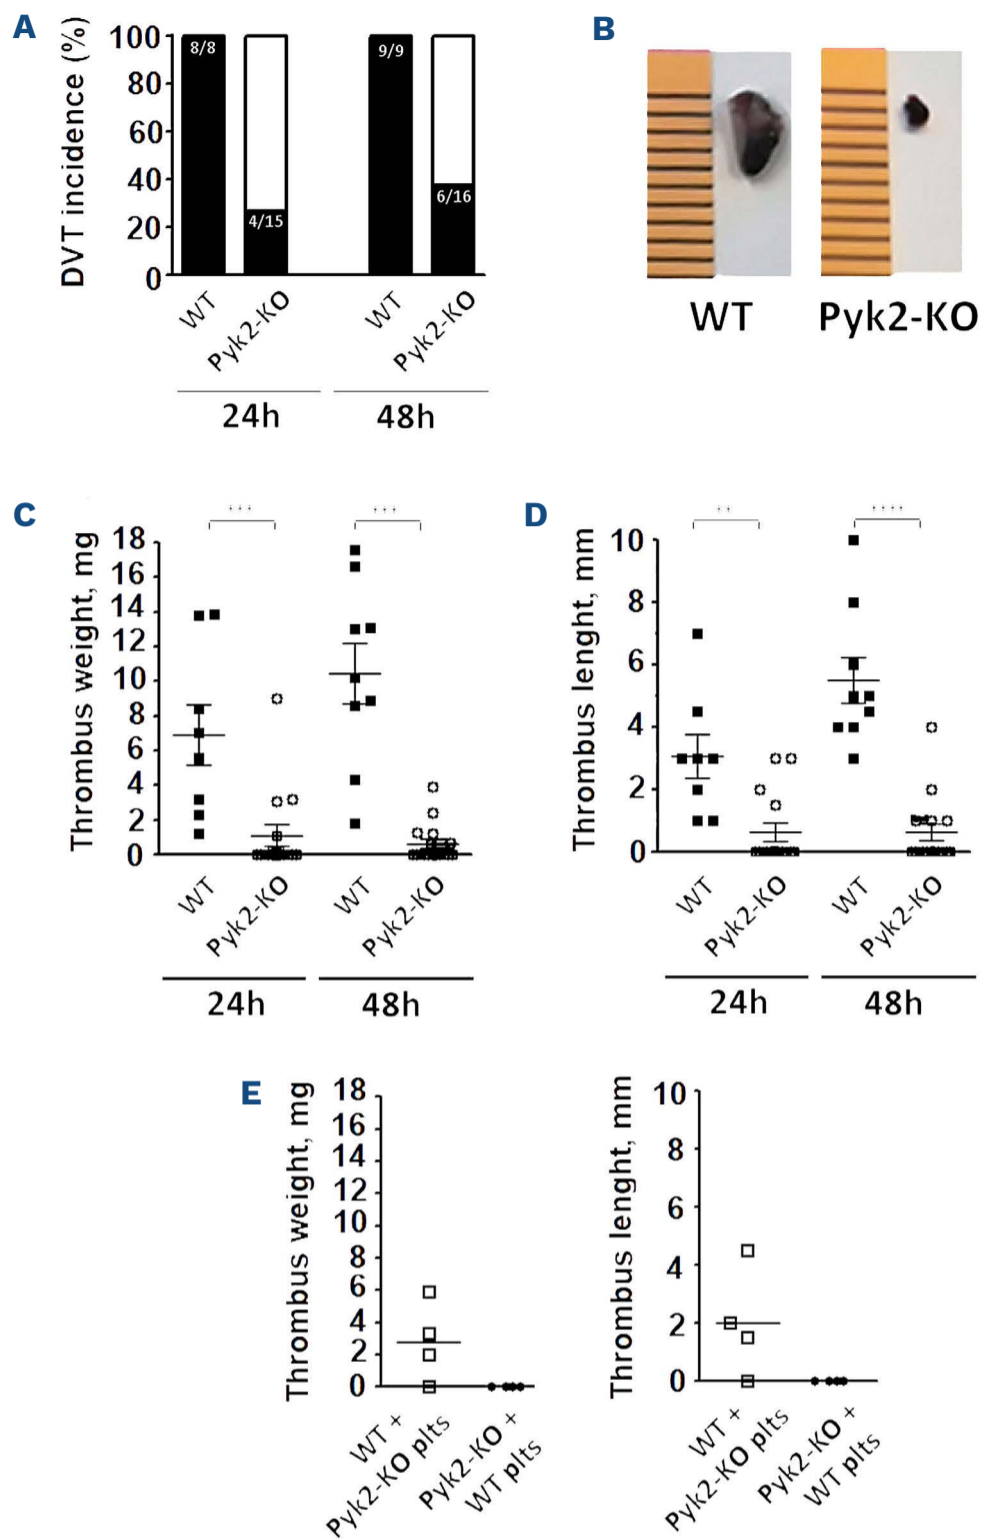 A
DVT incidence (%)
100
80
60
40
20
0
8/8
4/15
9/9
6/16
WT
Pyk2-KO
WT
Pyk2-KO
24h
48h
B
WT
Pyk2-KO
C
Thrombus weight, mg
18
16
14
12
10
8
6
4
2
0
WT
Pyk2-KO
WT
Pyk2-KO
24h
48h
D
Thrombus lenght, mm
10
8
6
4
2
0
WT
Pyk2-KO
WT
Pyk2-KO
24h
48h
E
Thrombus weight, mg
18
16
14
12
10
8
6
4
2
0
WT +
Pyk2-KO plts
Pyk2-KO +
WT plts
Thrombus lenght, mm
10
8
6
4
2
0
WT +
Pyk2-KO plts
Pyk2-KO +
WT plts